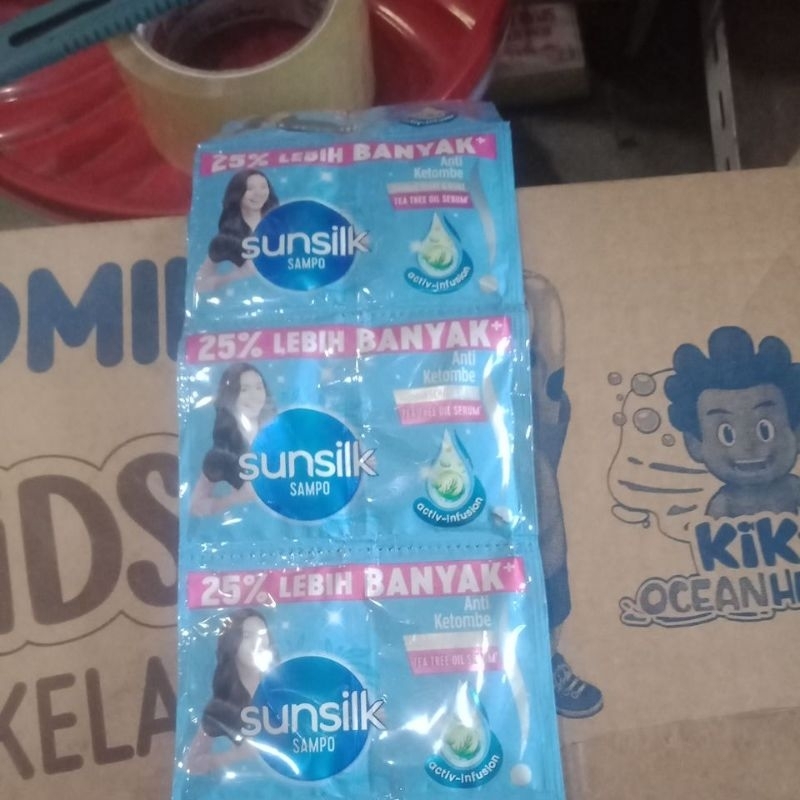 25% LEBIH BANYAK+
Anti
Ketombe
TEA TREE OIL SERUM*
sunsilk
SAMPO
activ-infusion
25% LEBIH BANYAK+
Anti
Ketombe
TEA TREE OIL SERUM*
sunsilk
SAMPO
activ-infusion
25% LEBIH BANYAK+
Anti
Ketombe
TEA TREE OIL SERUM*
sunsilk
SAMPO
activ-infusion
OMI
iDS
KELA
KiK
OCEANH